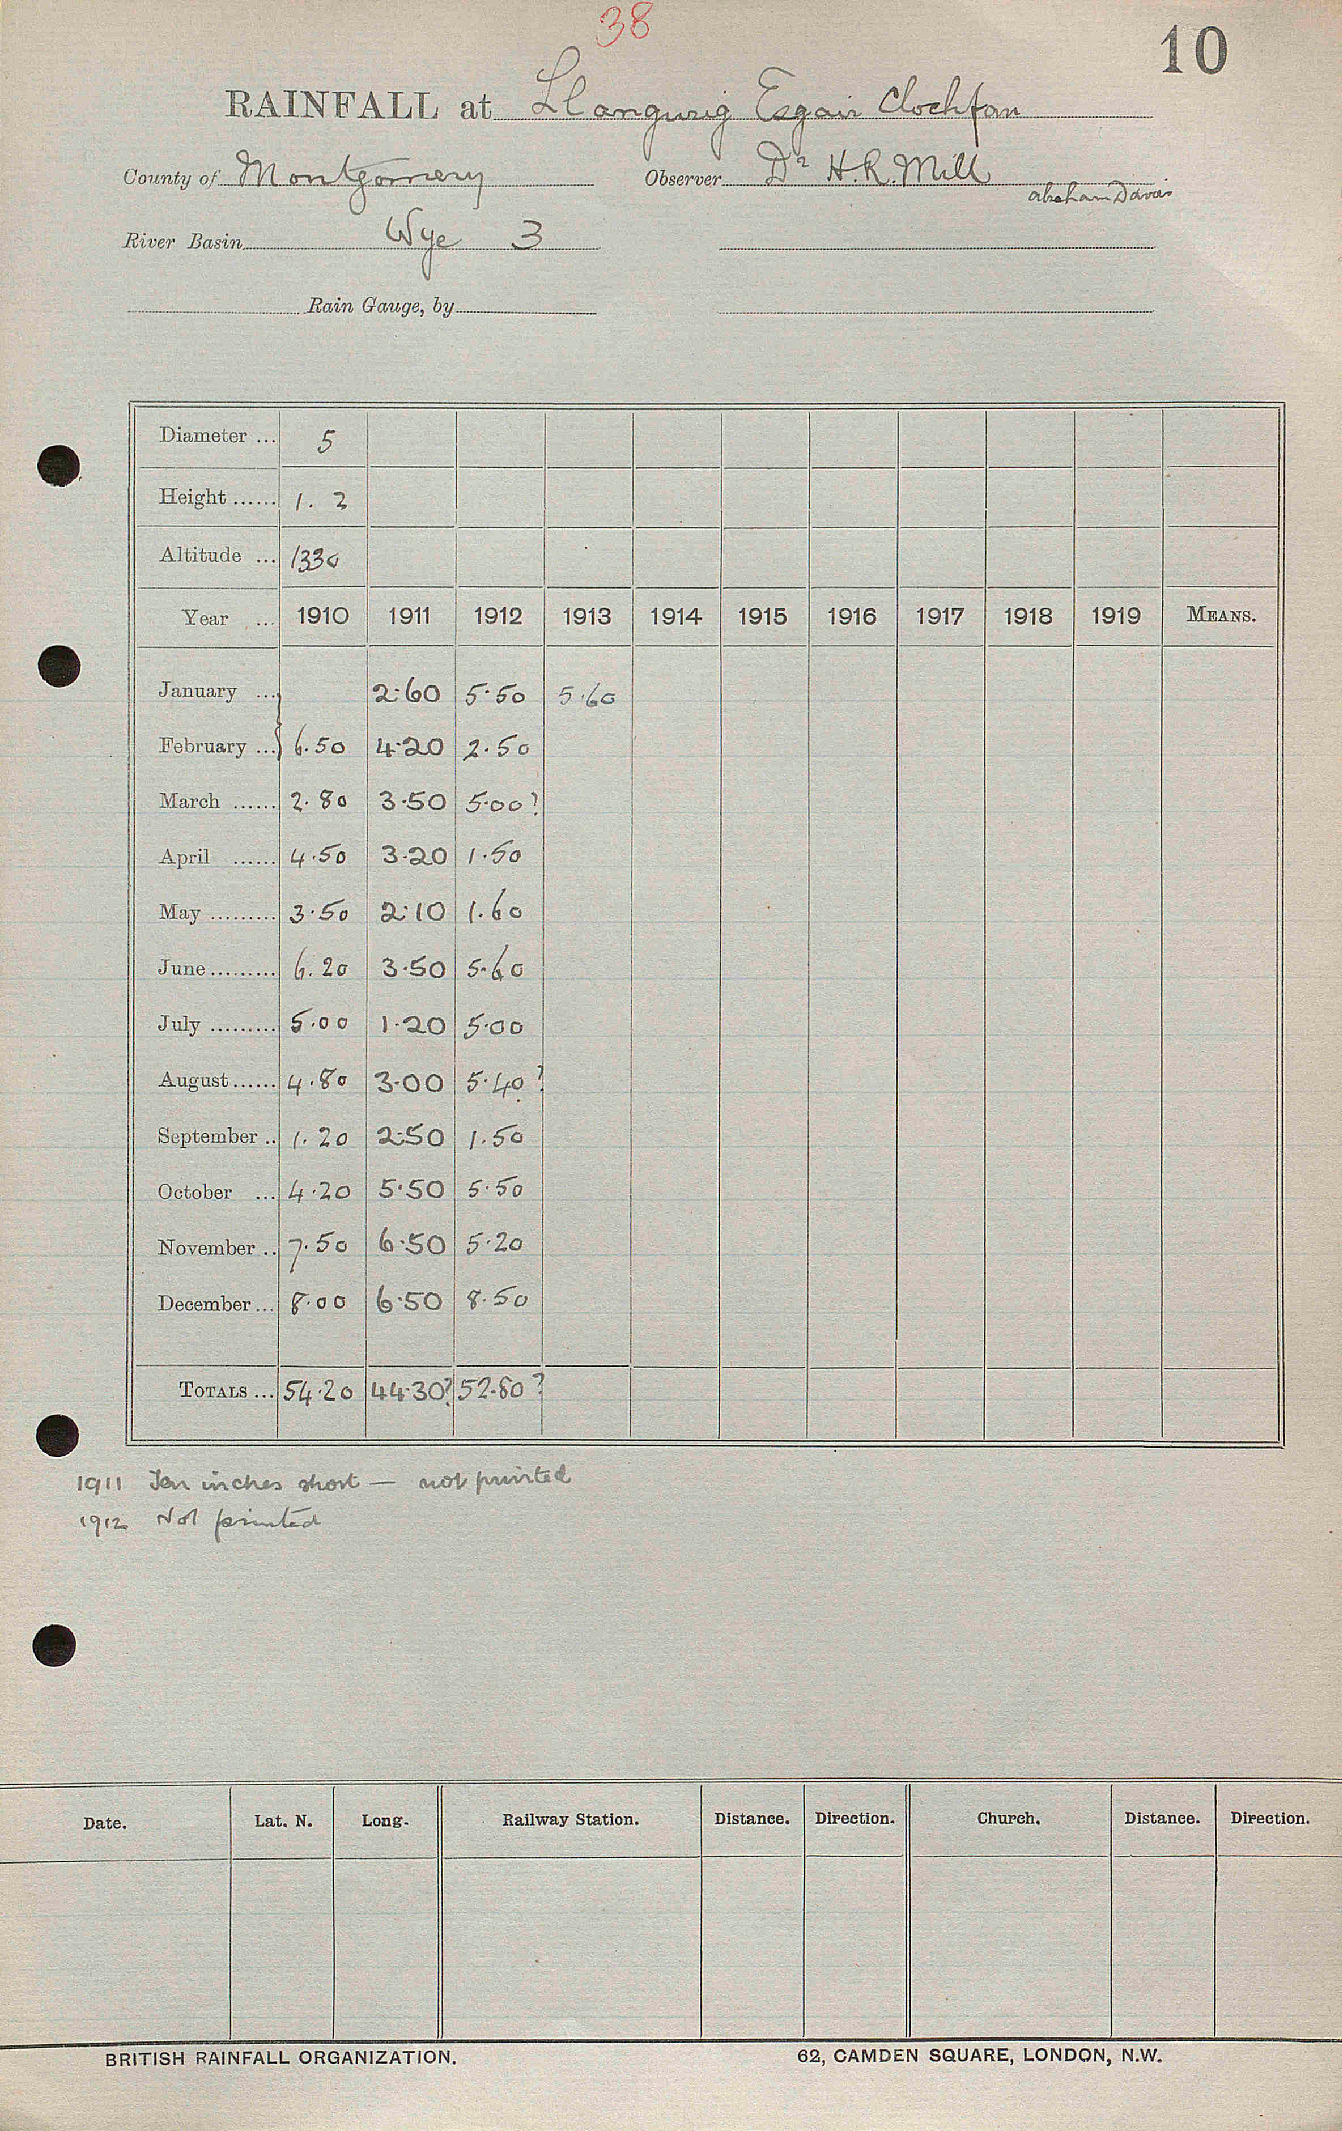 38
10
RAINFALL at Llangurig Esgair Clochfan
County of Montgomery Observer Dr H.R. Mill
Abraham Davies
River Basin Wye 3
Rain Gauge, by
Diameter ... 5
Height ...... 1. 2
Altitude ... 1330
Year ... 1910 1911 1912 1913 1914 1915 1916 1917 1918 1919 MEANS.
January ... 2.60 5.50 5.60
February ... } 6.50 4.20 2.50
March ...... 2.80 3.50 5.00?
April ...... 4.50 3.20 1.50
May ......... 3.50 2.10 1.60
June ......... 6.20 3.50 5.60
July ......... 5.00 1.20 5.00
August ...... 4.80 3.00 5.40?
September .. 1.20 2.50 1.50
October ... 4.20 5.50 5.50
November .. 7.50 6.50 5.20
December ... 8.00 6.50 8.50
TOTALS ... 54.20 44.30? 52.80?
1911 Ten inches short — not printed
1912 Not printed
Date. Lat. N. Long. Railway Station. Distance. Direction. Church. Distance. Direction.
BRITISH RAINFALL ORGANIZATION. 62, CAMDEN SQUARE, LONDON, N.W.